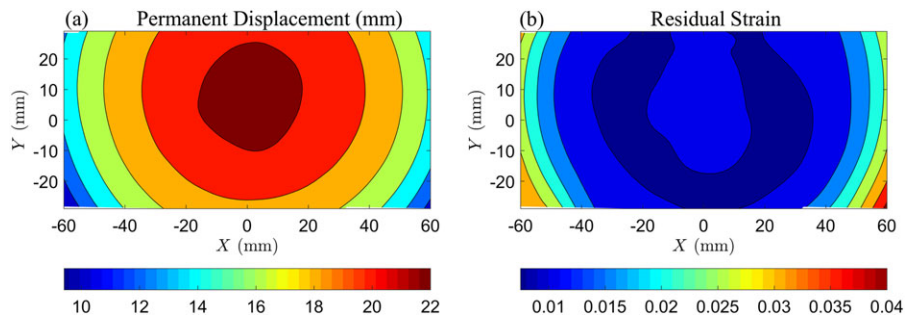 (a) Permanent Displacement (mm)
20
10
0
-10
-20
Y (mm)
-60 -40 -20 0 20 40 60
X (mm)
10 12 14 16 18 20 22
(b) Residual Strain
20
10
0
-10
-20
Y (mm)
-60 -40 -20 0 20 40 60
X (mm)
0.01 0.015 0.02 0.025 0.03 0.035 0.04